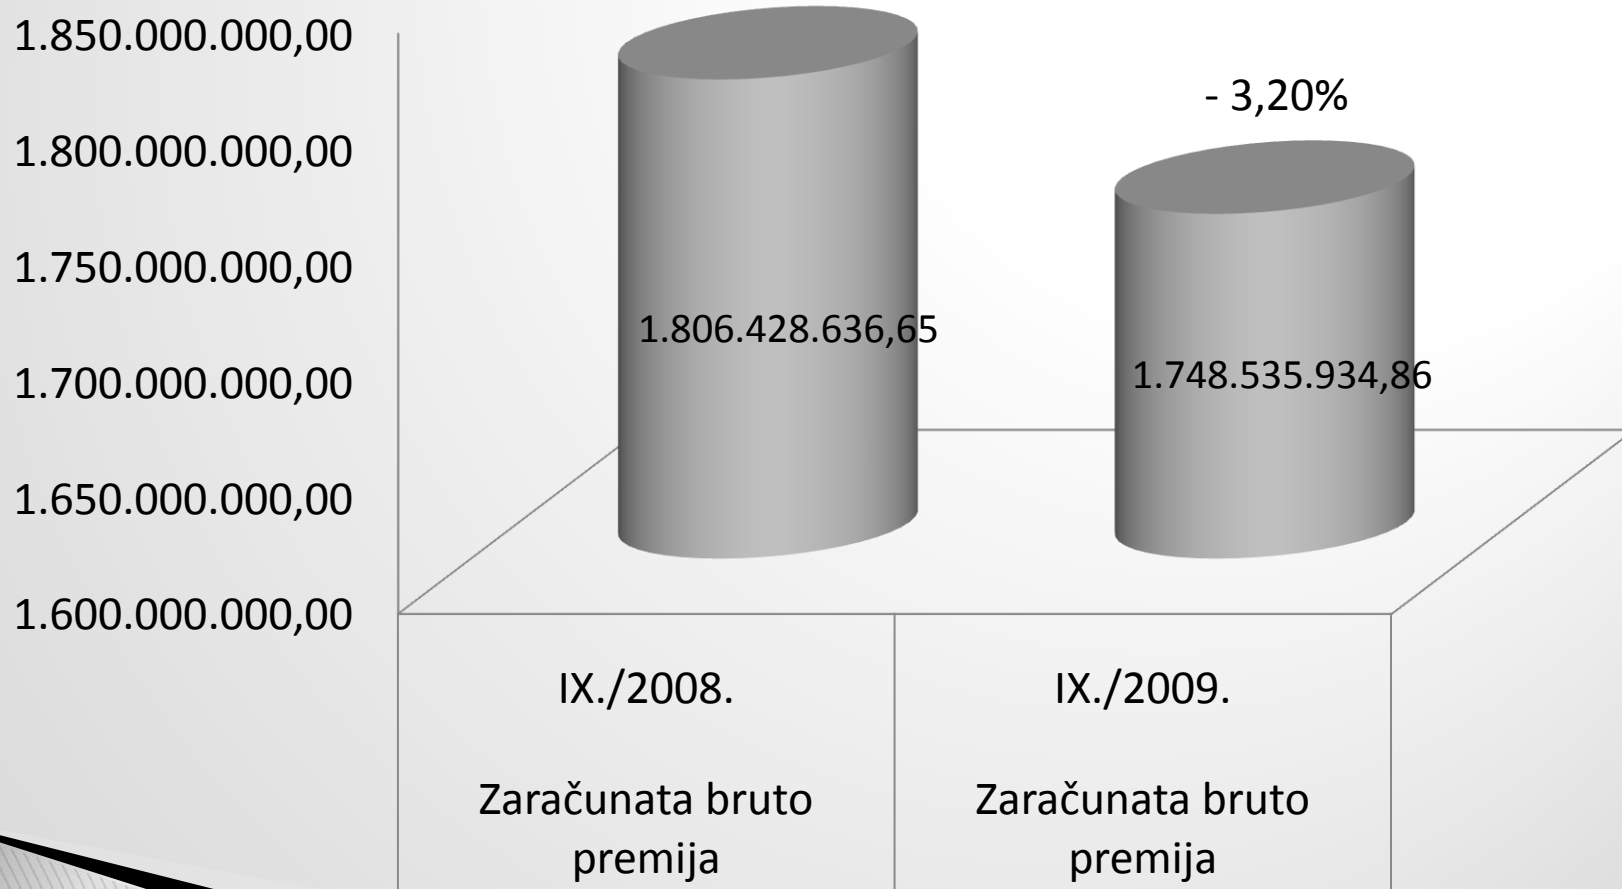 1.850.000.000,00
- 3,20%
1.800.000.000,00
1.750.000.000,00
1.806.428.636,65
1.748.535.934,86
1.700.000.000,00
1.650.000.000,00
1.600.000.000,00
IX./2008.
IX./2009.
Zaračunata bruto
premija
Zaračunata bruto
premija